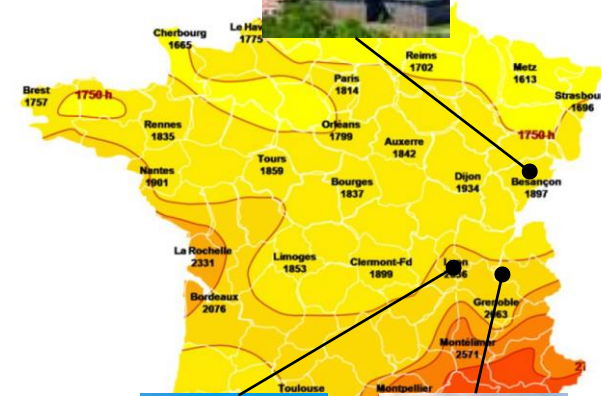 Cherbourg
1665
Le Hav
1775
Reims
1702
Metz
1613
Strasbou
1696
Paris
1814
Brest
1757
1750 h
Rennes
1835
Orléans
1799
1750 h
Auxerre
1842
Nantes
1901
Tours
1859
Bourges
1837
Dijon
1934
Besançon
1897
La Rochelle
2331
Limoges
1853
Clermont-Fd
1899
Bordeaux
2076
Grenoble
2063
Montélimer
2571
Toulouse
Montpellier